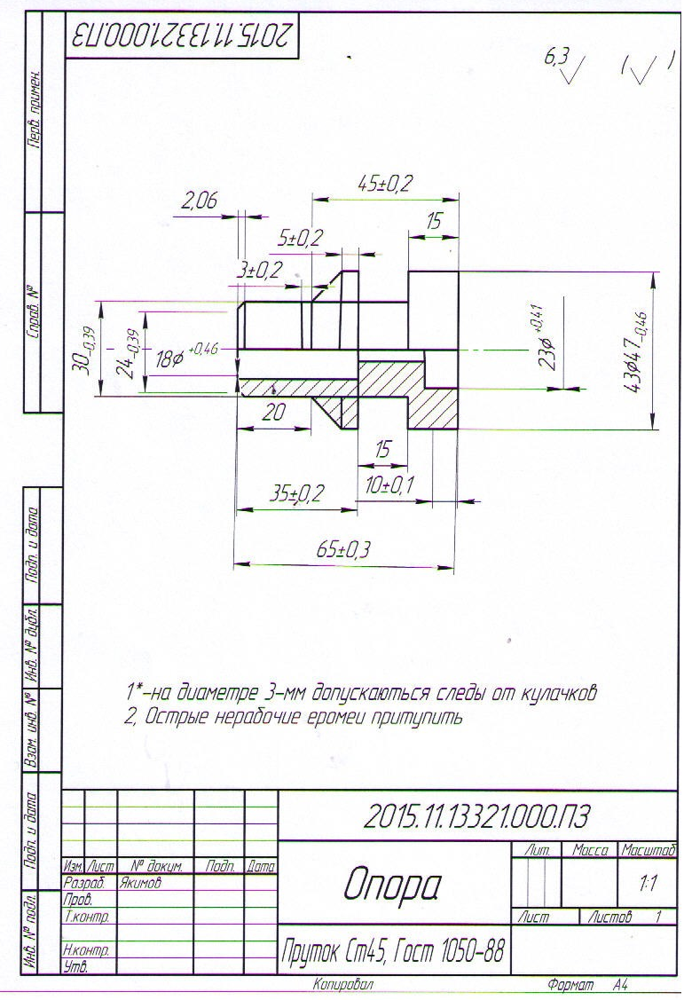 2015.11.13321.000.ПЗ
Перв. примен.
Справ. №
6,3
( )
45±0,2
2,06
15
5±0,2
3±0,2
30-0,39
24-0,39
18ϕ +0,46
23ϕ +0,41
43ϕ47-0,46
20
15
35±0,2
10±0,1
65±0,3
1*-на диаметре 3-мм допускаються следы от кулачков
2, Острые нерабочие еромеи притупить
Подп. и дата
Инв. № дубл.
Взам. инв. №
Подп. и дата
Инв. № подл.
2015.11.13321.000.ПЗ
Изм. Лист № докум. Подп. Дата
Разраб. Якимов
Пров.
Т.контр.
Н.контр.
Утв.
Опора
Лит. Масса Масштаб
1:1
Лист Листов 1
Пруток Ст45, Гост 1050-88
Копировал Формат А4